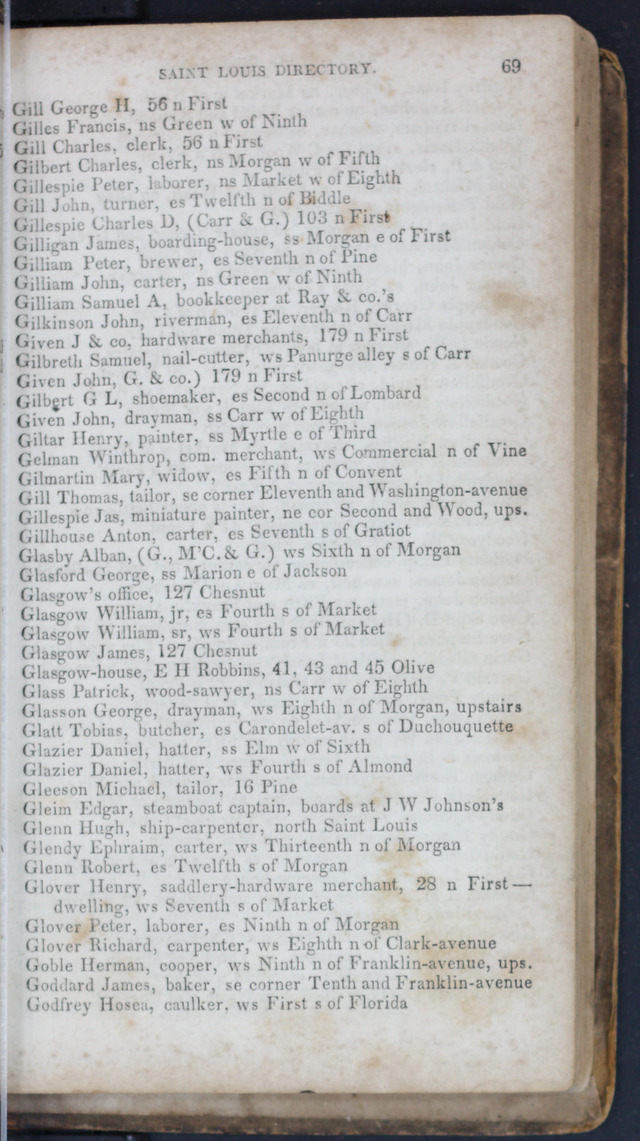 SAINT LOUIS DIRECTORY. 69
Gill George H, 56 n First
Gilles Francis, ns Green w of Ninth
Gill Charles, clerk, 56 n First
Gilbert Charles, clerk, ns Morgan w of Fifth
Gillespie Peter, laborer, ns Market w of Eighth
Gill John, turner, es Twelfth n of Biddle
Gillespie Charles D, (Carr & G.) 103 n First
Gilligan James, boarding-house, ss Morgan e of First
Gilliam Peter, brewer, es Seventh n of Pine
Gilliam John, carter, ns Green w of Ninth
Gilliam Samuel A, bookkeeper at Ray & co.'s
Gilkinson John, riverman, es Eleventh n of Carr
Given J & co, hardware merchants, 179 n First
Gilbreth Samuel, nail-cutter, ws Panurge alley s of Carr
Given John, G. & co.) 179 n First
Gilbert G L, shoemaker, es Second n of Lombard
Given John, drayman, ss Carr w of Eighth
Giltar Henry, painter, ss Myrtle e of Third
Gelman Winthrop, com. merchant, ws Commercial n of Vine
Gilmartin Mary, widow, es Fifth n of Convent
Gill Thomas, tailor, se corner Eleventh and Washington-avenue
Gillespie Jas, miniature painter, ne cor Second and Wood, ups.
Gillhouse Anton, carter, es Seventh s of Gratiot
Glasby Alban, (G., M'C. & G.) ws Sixth n of Morgan
Glasford George, ss Marion e of Jackson
Glasgow's office, 127 Chesnut
Glasgow William, jr, es Fourth s of Market
Glasgow William, sr, ws Fourth s of Market
Glasgow James, 127 Chesnut
Glasgow-house, E H Robbins, 41, 43 and 45 Olive
Glass Patrick, wood-sawyer, ns Carr w of Eighth
Glasson George, drayman, ws Eighth n of Morgan, upstairs
Glatt Tobias, butcher, es Carondelet-av. s of Duchouquette
Glazier Daniel, hatter, ss Elm w of Sixth
Glazier Daniel, hatter, ws Fourth s of Almond
Gleeson Michael, tailor, 16 Pine
Gleim Edgar, steamboat captain, boards at J W Johnson's
Glenn Hugh, ship-carpenter, north Saint Louis
Glendy Ephraim, carter, ws Thirteenth n of Morgan
Glenn Robert, es Twelfth s of Morgan
Glover Henry, saddlery-hardware merchant, 28 n First—
dwelling, ws Seventh s of Market
Glover Peter, laborer, es Ninth n of Morgan
Glover Richard, carpenter, ws Eighth n of Clark-avenue
Goble Herman, cooper, ws Ninth n of Franklin-avenue, ups.
Goddard James, baker, se corner Tenth and Franklin-avenue
Godfrey Hosea, caulker, ws First s of Florida